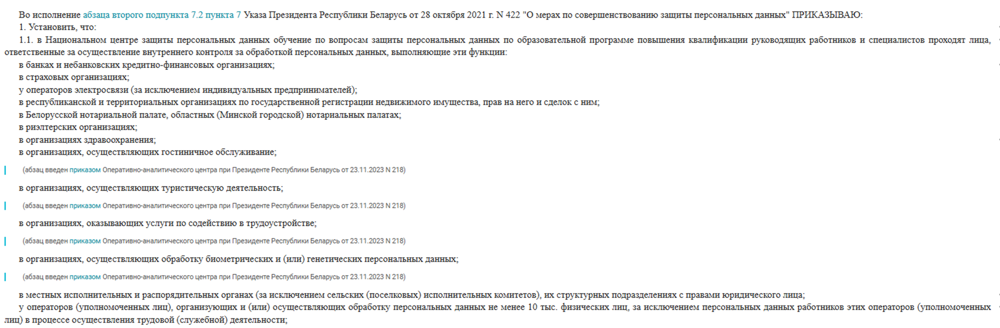 Во исполнение абзаца второго подпункта 7.2 пункта 7 Указа Президента Республики Беларусь от 28 октября 2021 г. N 422 "О мерах по совершенствованию защиты персональных данных" ПРИКАЗЫВАЮ:
1. Установить, что:
1.1. в Национальном центре защиты персональных данных обучение по вопросам защиты персональных данных по образовательной программе повышения квалификации руководящих работников и специалистов проходят лица,
ответственные за осуществление внутреннего контроля за обработкой персональных данных, выполняющие эти функции:
в банках и небанковских кредитно-финансовых организациях;
в страховых организациях;
у операторов электросвязи (за исключением индивидуальных предпринимателей);
в республиканской и территориальных организациях по государственной регистрации недвижимого имущества, прав на него и сделок с ним;
в Белорусской нотариальной палате, областных (Минской городской) нотариальных палатах;
в риэлтерских организациях;
в организациях здравоохранения;
в организациях, осуществляющих гостиничное обслуживание;
(абзац введен приказом Оперативно-аналитического центра при Президенте Республики Беларусь от 23.11.2023 N 218)
в организациях, осуществляющих туристическую деятельность;
(абзац введен приказом Оперативно-аналитического центра при Президенте Республики Беларусь от 23.11.2023 N 218)
в организациях, оказывающих услуги по содействию в трудоустройстве;
(абзац введен приказом Оперативно-аналитического центра при Президенте Республики Беларусь от 23.11.2023 N 218)
в организациях, осуществляющих обработку биометрических и (или) генетических персональных данных;
(абзац введен приказом Оперативно-аналитического центра при Президенте Республики Беларусь от 23.11.2023 N 218)
в местных исполнительных и распорядительных органах (за исключением сельских (поселковых) исполнительных комитетов), их структурных подразделениях с правами юридического лица;
у операторов (уполномоченных лиц), организующих и (или) осуществляющих обработку персональных данных не менее 10 тыс. физических лиц, за исключением персональных данных работников этих операторов (уполномоченных
лиц) в процессе осуществления трудовой (служебной) деятельности;